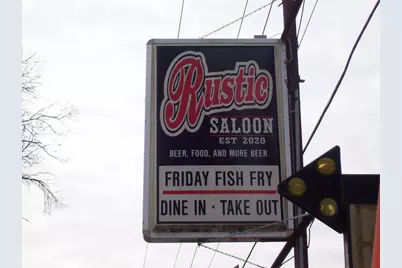 Rustic
SALOON
EST 2020
BEER, FOOD, AND MORE BEER
FRIDAY FISH FRY
DINE IN · TAKE OUT